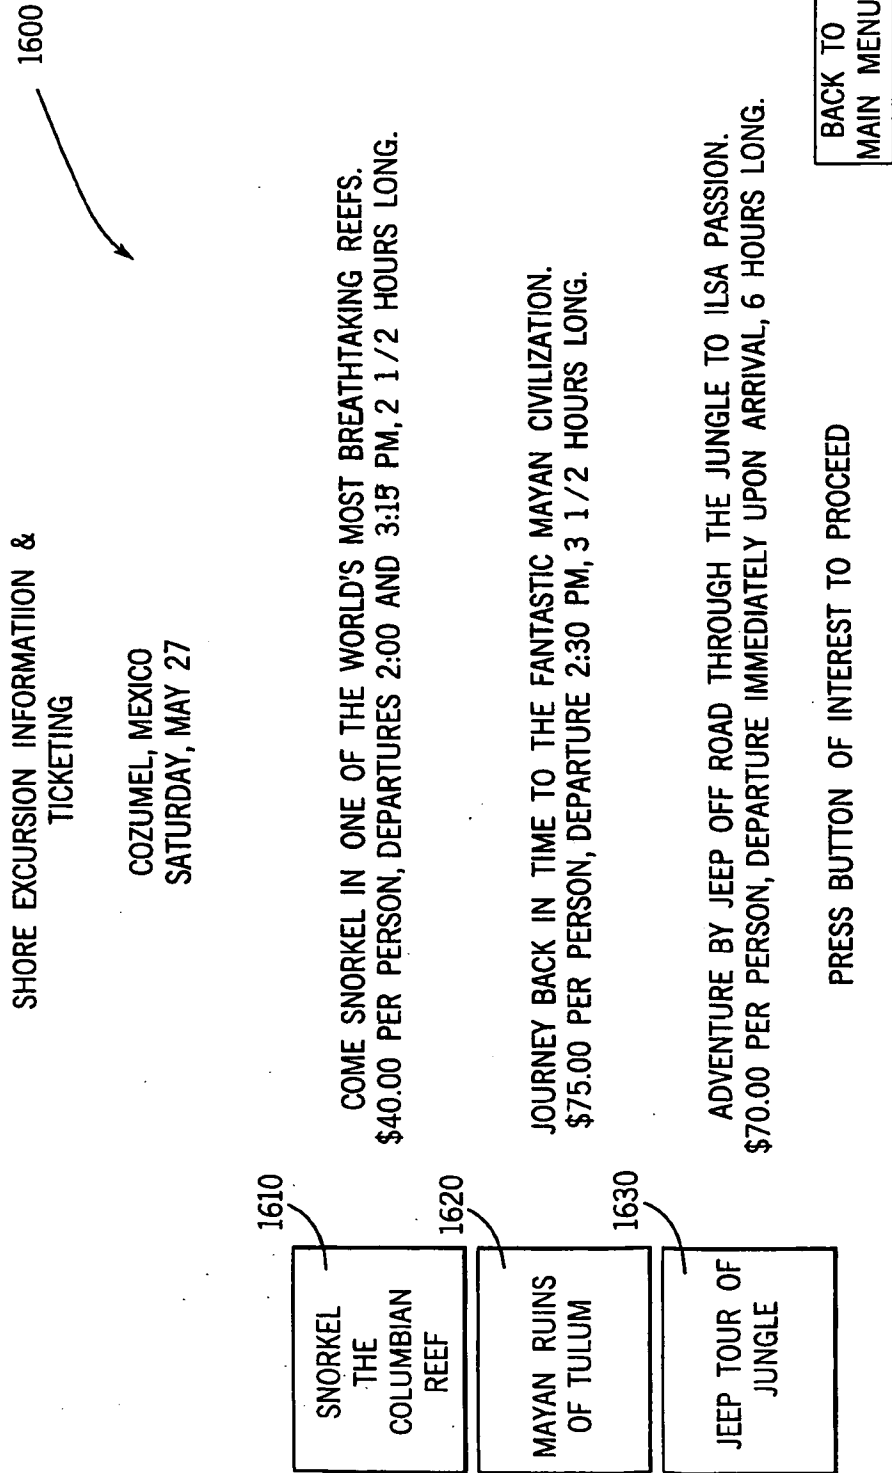 1600
SHORE EXCURSION INFORMATIION &
TICKETING
COZUMEL, MEXICO
SATURDAY, MAY 27
1610
SNORKEL
THE
COLUMBIAN
REEF
COME SNORKEL IN ONE OF THE WORLD'S MOST BREATHTAKING REEFS.
$40.00 PER PERSON, DEPARTURES 2:00 AND 3:15 PM, 2 1/2 HOURS LONG.
1620
MAYAN RUINS
OF TULUM
JOURNEY BACK IN TIME TO THE FANTASTIC MAYAN CIVILIZATION.
$75.00 PER PERSON, DEPARTURE 2:30 PM, 3 1/2 HOURS LONG.
1630
JEEP TOUR OF
JUNGLE
ADVENTURE BY JEEP OFF ROAD THROUGH THE JUNGLE TO ILSA PASSION.
$70.00 PER PERSON, DEPARTURE IMMEDIATELY UPON ARRIVAL, 6 HOURS LONG.
PRESS BUTTON OF INTEREST TO PROCEED
BACK TO
MAIN MENU